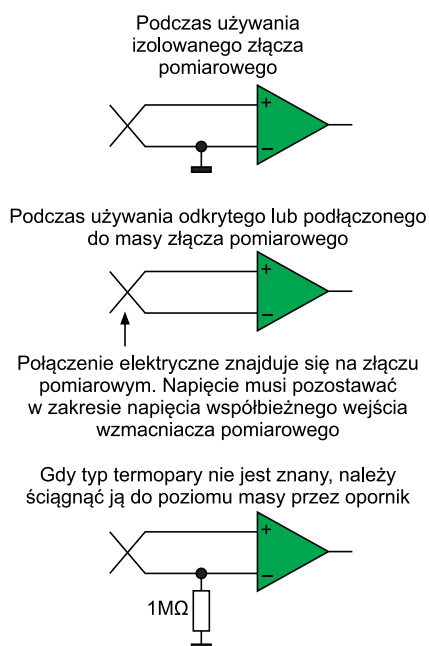 Podczas używania
izolowanego złącza
pomiarowego
+
−
Podczas używania odkrytego lub podłączonego
do masy złącza pomiarowego
+
−
Połączenie elektryczne znajduje się na złączu
pomiarowym. Napięcie musi pozostawać
w zakresie napięcia współbieżnego wejścia
wzmacniacza pomiarowego
Gdy typ termopary nie jest znany, należy
ściągnąć ją do poziomu masy przez opornik
+
−
1MΩ